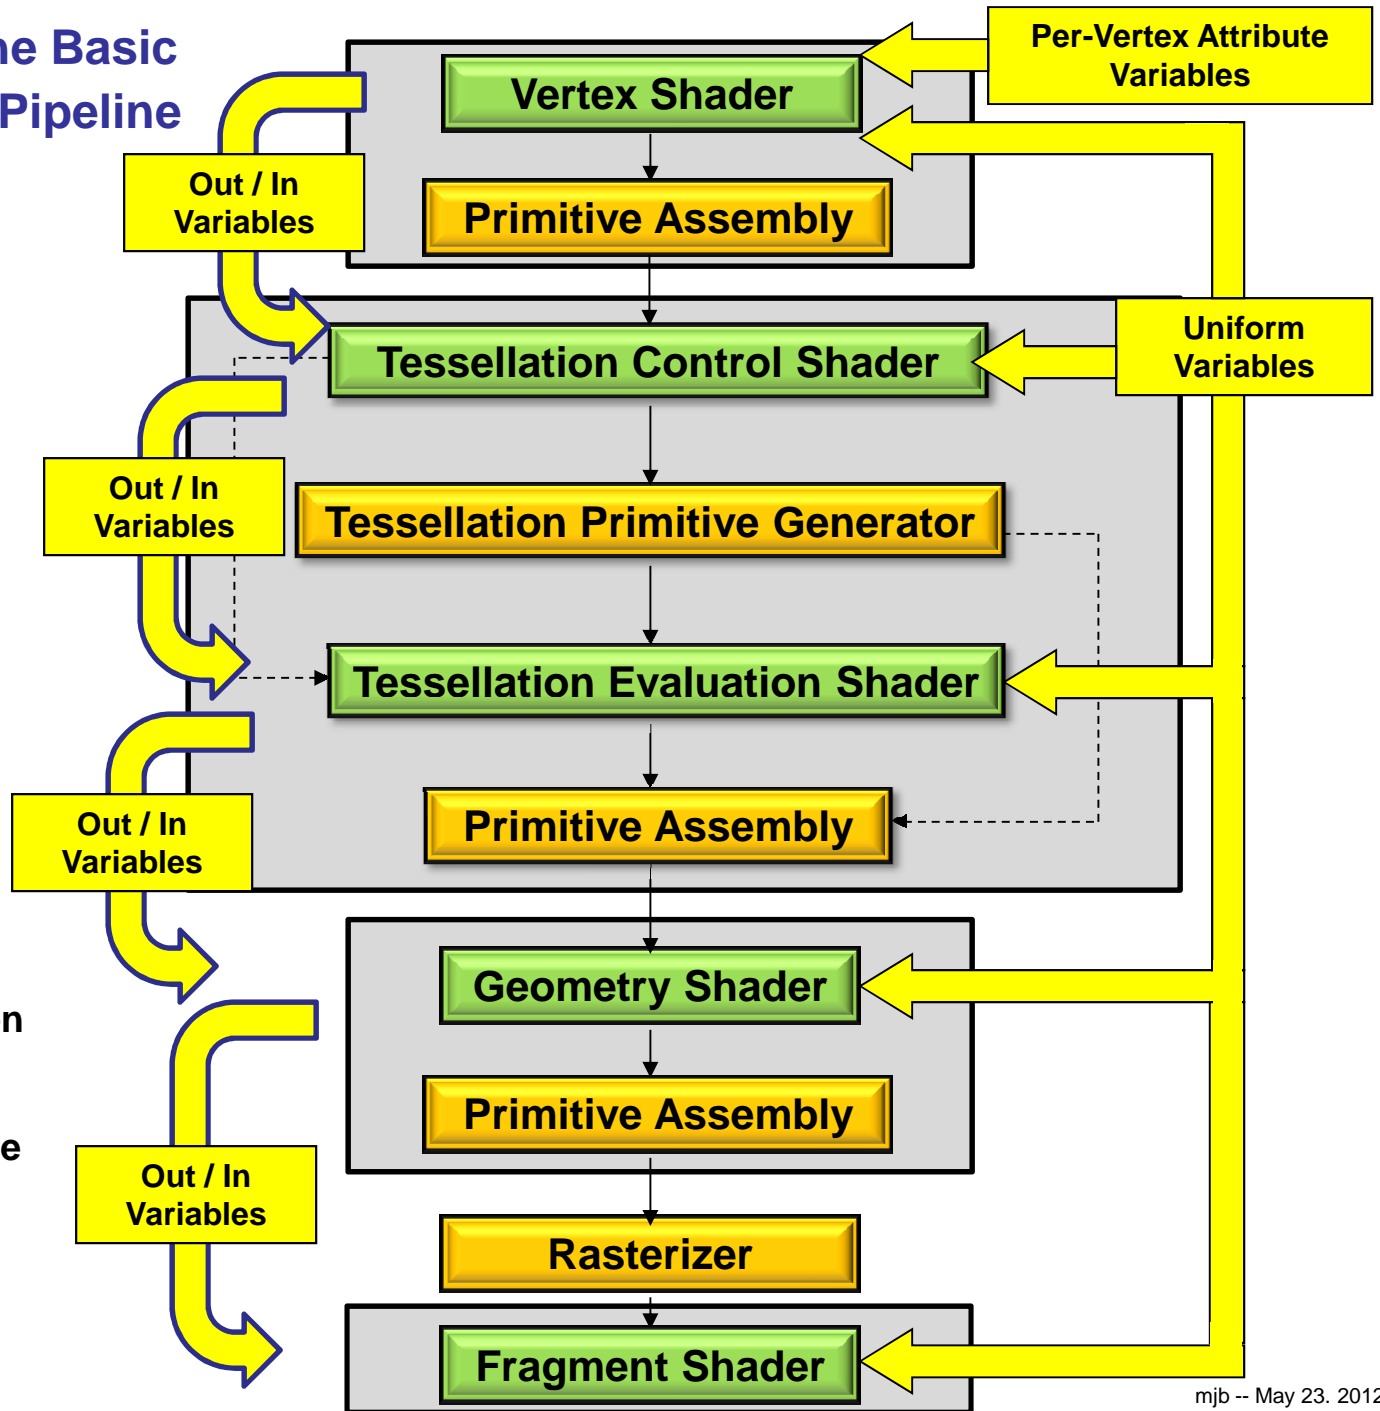 ne Basic
Pipeline
Per-Vertex Attribute
Variables
Vertex Shader
Out / In
Variables
Primitive Assembly
Uniform
Variables
Tessellation Control Shader
Out / In
Variables
Tessellation Primitive Generator
Tessellation Evaluation Shader
Out / In
Variables
Primitive Assembly
Geometry Shader
n
Primitive Assembly
e
Out / In
Variables
Rasterizer
Fragment Shader
mjb -- May 23. 2012